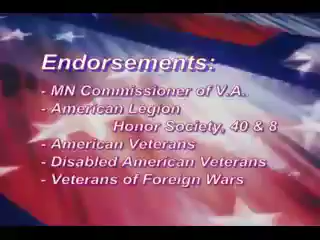 Endorsements:
- MN Commissioner of V.A.
- American Legion
Honor Society, 40 & 8
- American Veterans
- Disabled American Veterans
- Veterans of Foreign Wars